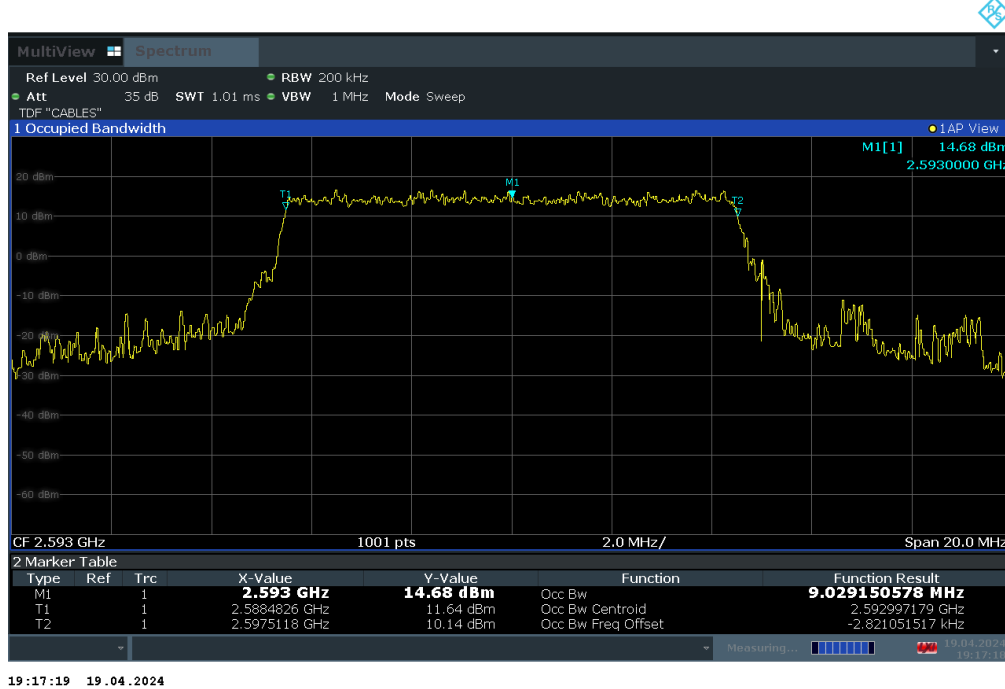 R&S
MultiView Spectrum
Ref Level 30.00 dBm RBW 200 kHz
Att 35 dB SWT 1.01 ms VBW 1 MHz Mode Sweep
TDF "CABLES"
1 Occupied Bandwidth 1AP View
M1[1] 14.68 dBm
2.5930000 GHz
20 dBm
M1
T1
T2
10 dBm
0 dBm
-10 dBm
-20 dBm
-30 dBm
-40 dBm
-50 dBm
-60 dBm
CF 2.593 GHz 1001 pts 2.0 MHz/ Span 20.0 MHz
2 Marker Table
Type Ref Trc X-Value Y-Value Function Function Result
M1 1 2.593 GHz 14.68 dBm Occ Bw 9.029150578 MHz
T1 1 2.5884826 GHz 11.64 dBm Occ Bw Centroid 2.592997179 GHz
T2 1 2.5975118 GHz 10.14 dBm Occ Bw Freq Offset -2.821051517 kHz
Measuring... 19.04.2024
19:17:18
19:17:19 19.04.2024